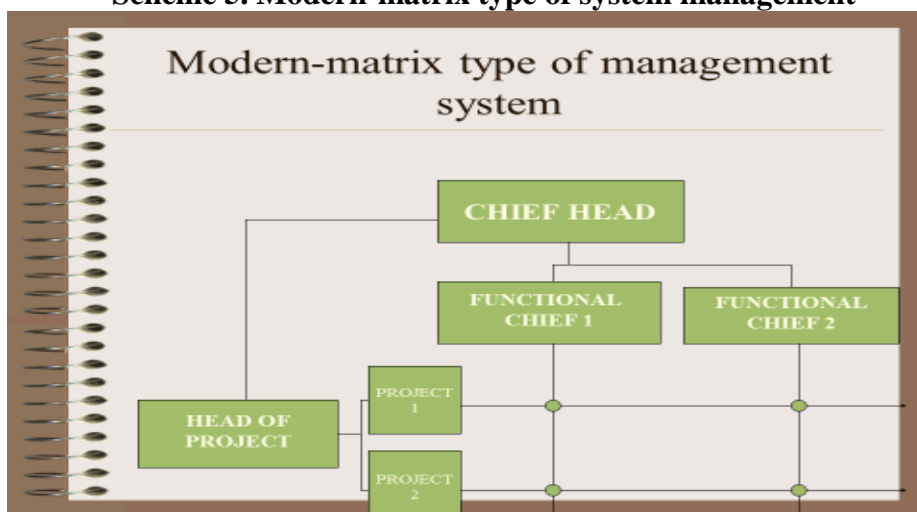 Scheme 3. Modern-matrix type of system management
Modern-matrix type of management
system
CHIEF HEAD
FUNCTIONAL
CHIEF 1
FUNCTIONAL
CHIEF 2
PROJECT
1
HEAD OF
PROJECT
PROJECT
2